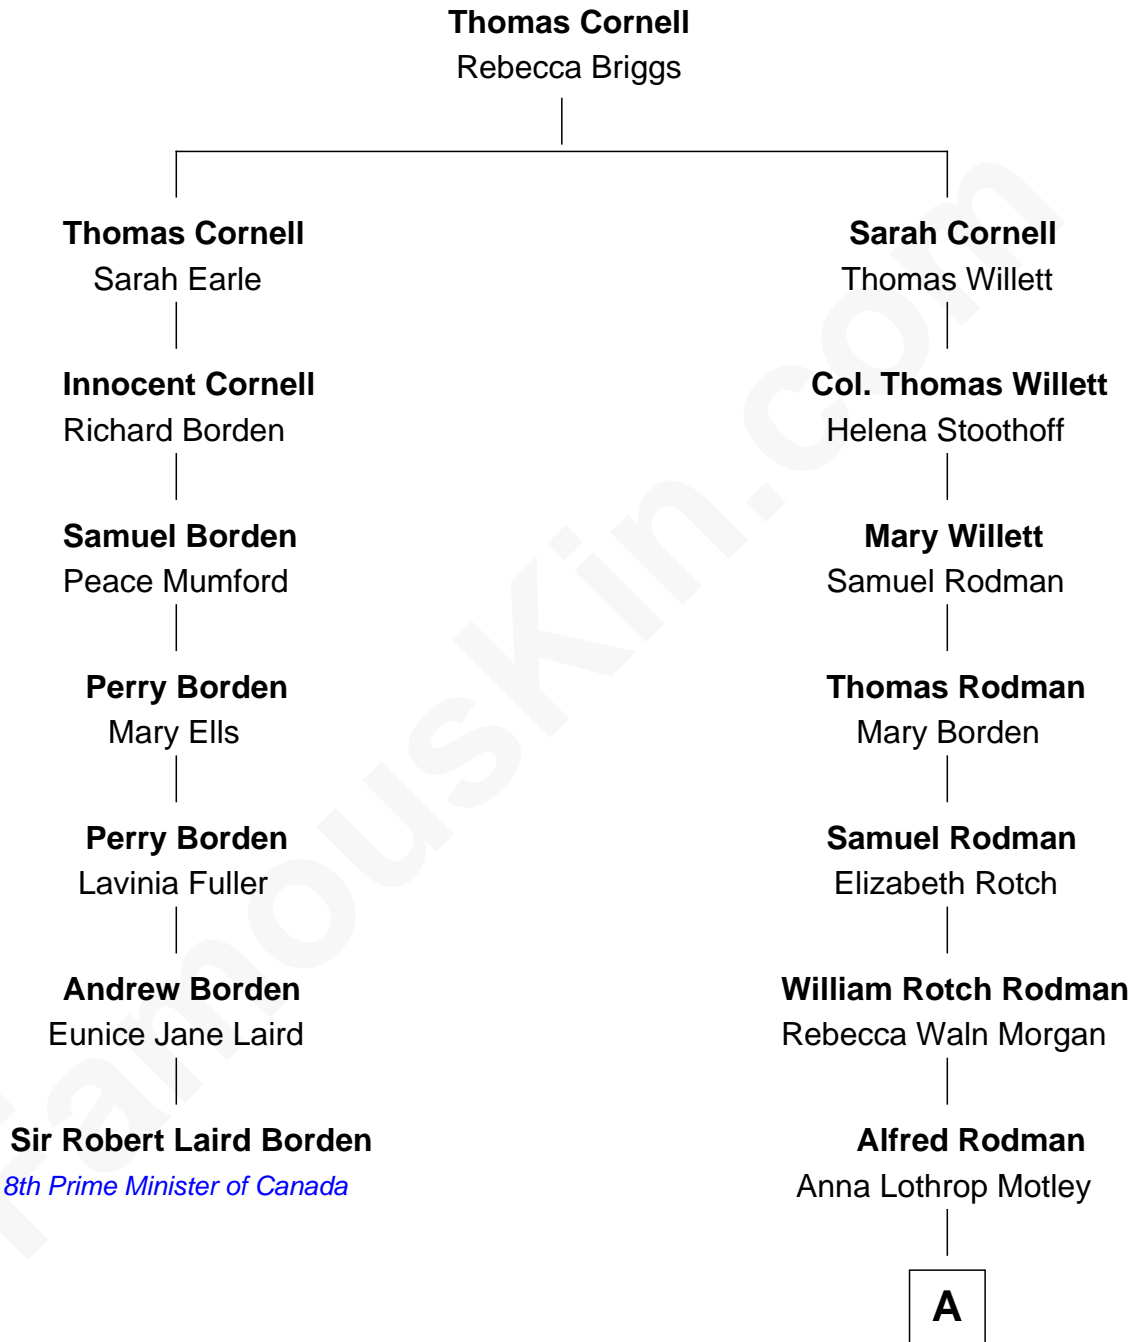 Thomas Cornell
Rebecca Briggs
Thomas Cornell
Sarah Earle
Sarah Cornell
Thomas Willett
Innocent Cornell
Richard Borden
Col. Thomas Willett
Helena Stoothoff
Samuel Borden
Peace Mumford
Mary Willett
Samuel Rodman
Perry Borden
Mary Ells
Thomas Rodman
Mary Borden
Perry Borden
Lavinia Fuller
Samuel Rodman
Elizabeth Rotch
Andrew Borden
Eunice Jane Laird
William Rotch Rodman
Rebecca Waln Morgan
Sir Robert Laird Borden
8th Prime Minister of Canada
Alfred Rodman
Anna Lothrop Motley
A
FamousKin.com